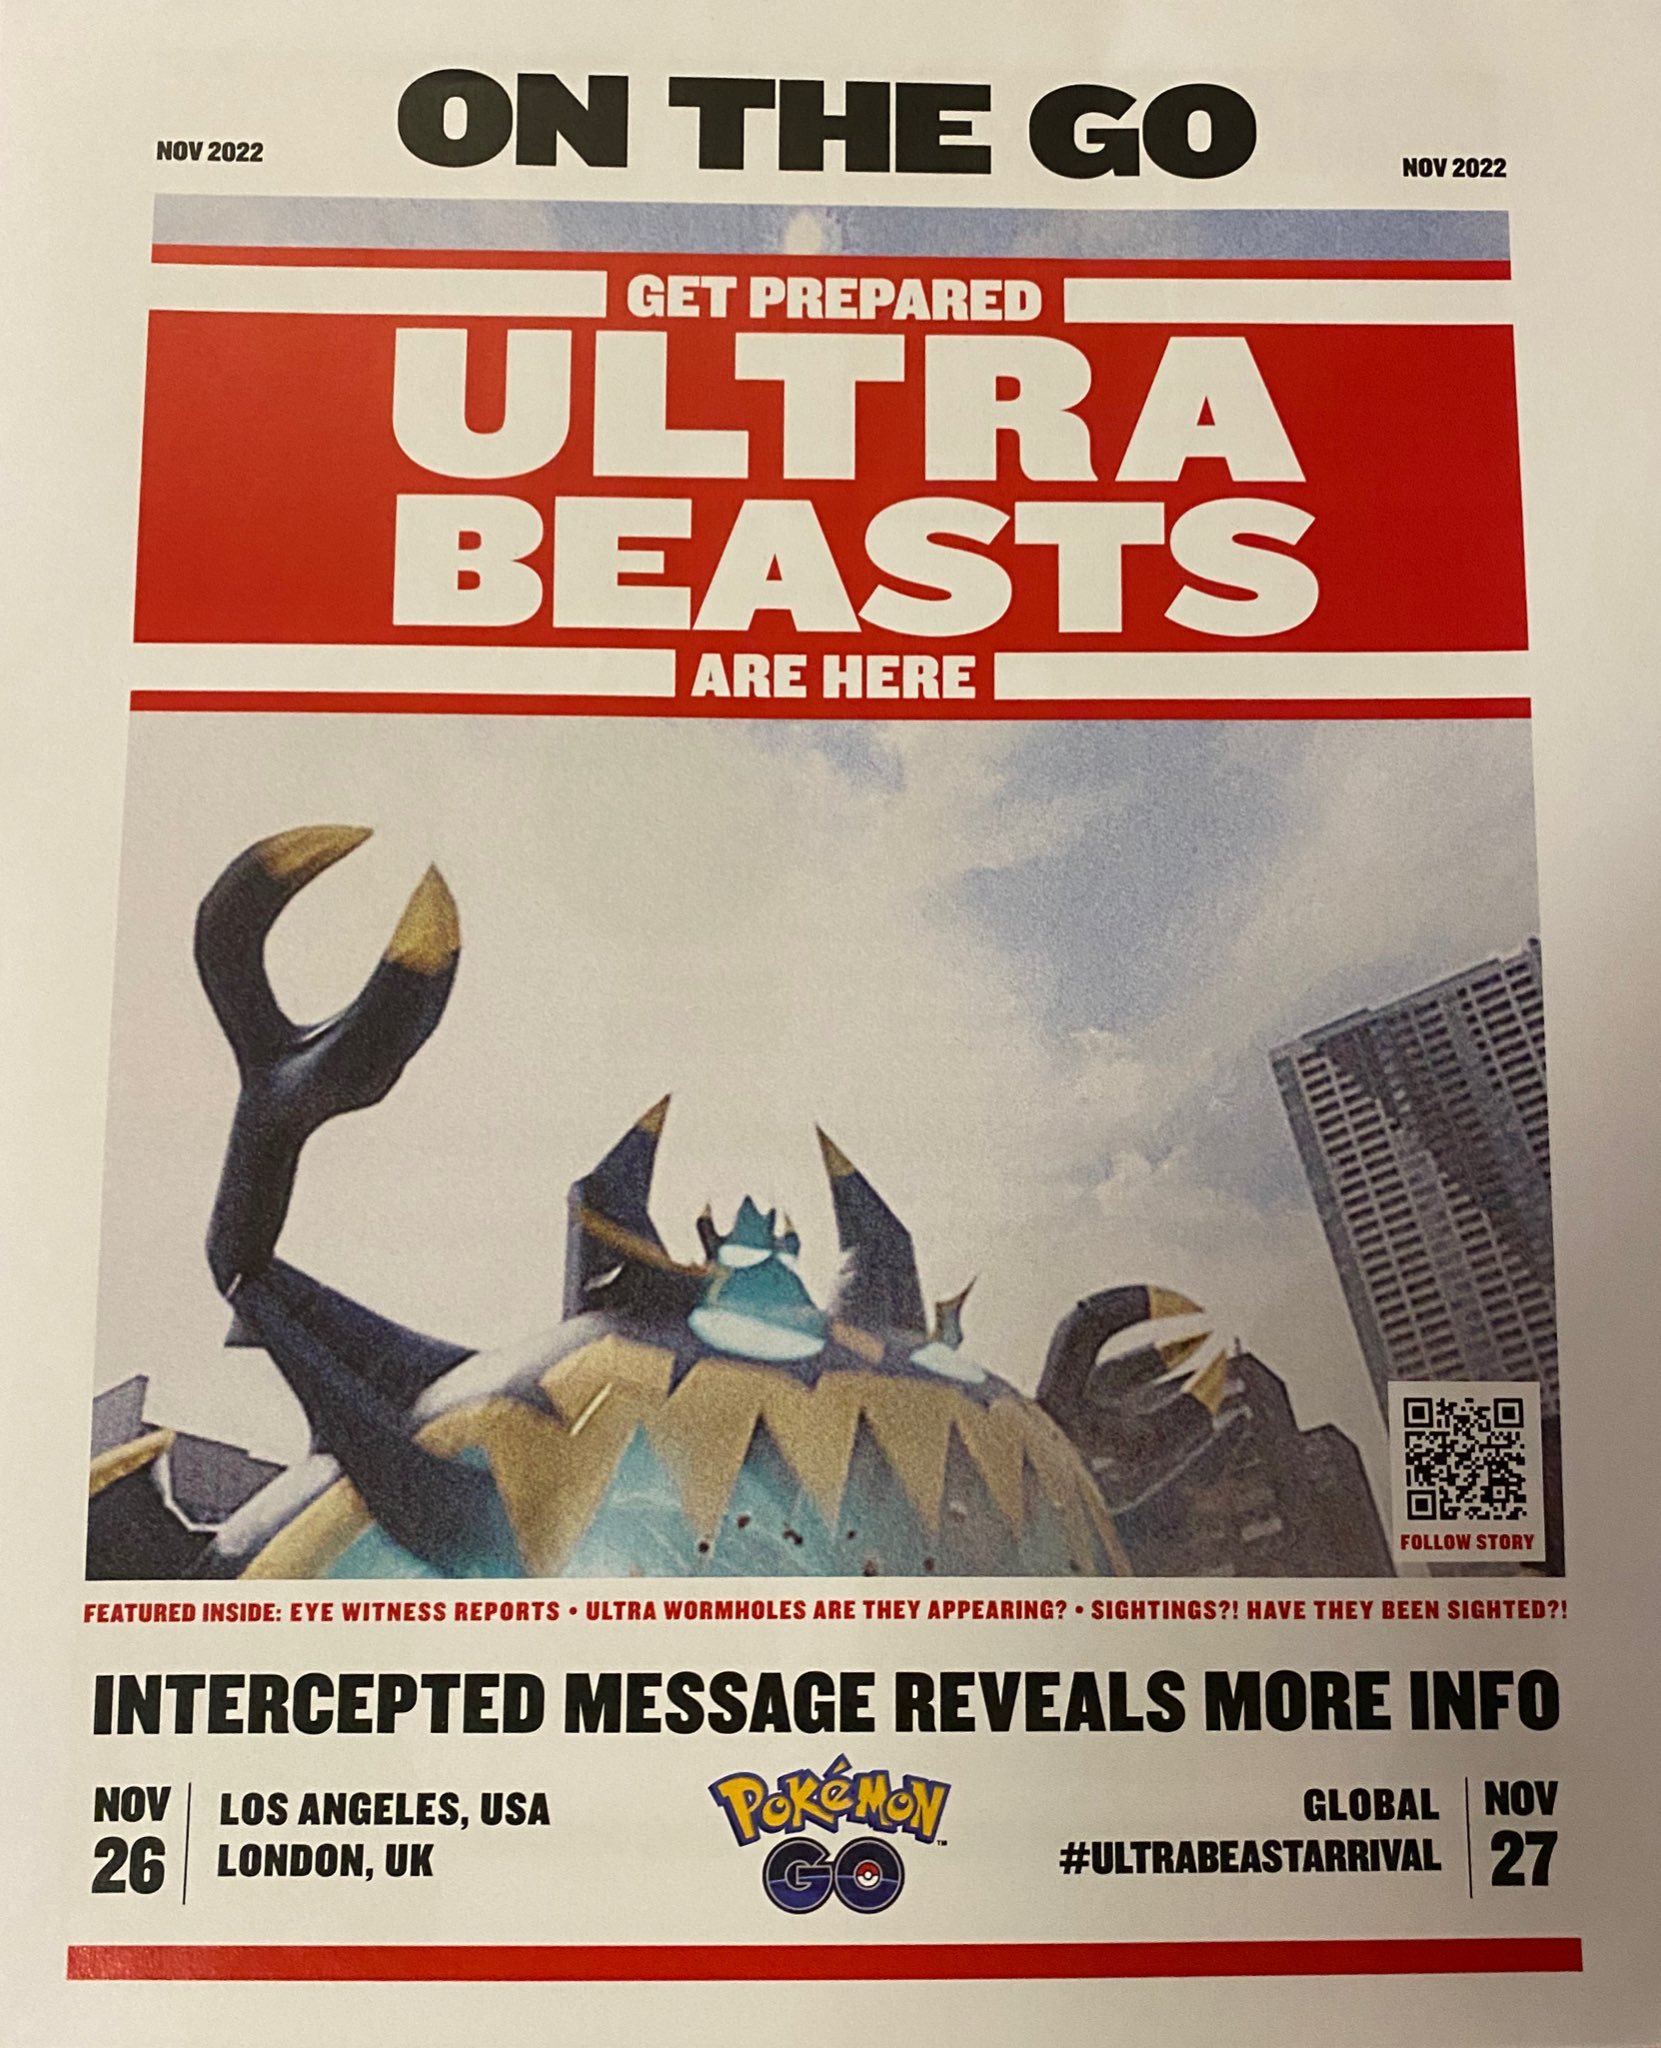 ON THE GO
NOV 2022
NOV 2022
GET PREPARED
ULTRA
BEASTS
ARE HERE
FOLLOW STORY
FEATURED INSIDE: EYE WITNESS REPORTS • ULTRA WORMHOLES ARE THEY APPEARING? • SIGHTINGS?! HAVE THEY BEEN SIGHTED?!
INTERCEPTED MESSAGE REVEALS MORE INFO
NOV
26
LOS ANGELES, USA
LONDON, UK
POKéMON
GO
™
GLOBAL
#ULTRABEASTARRIVAL
NOV
27